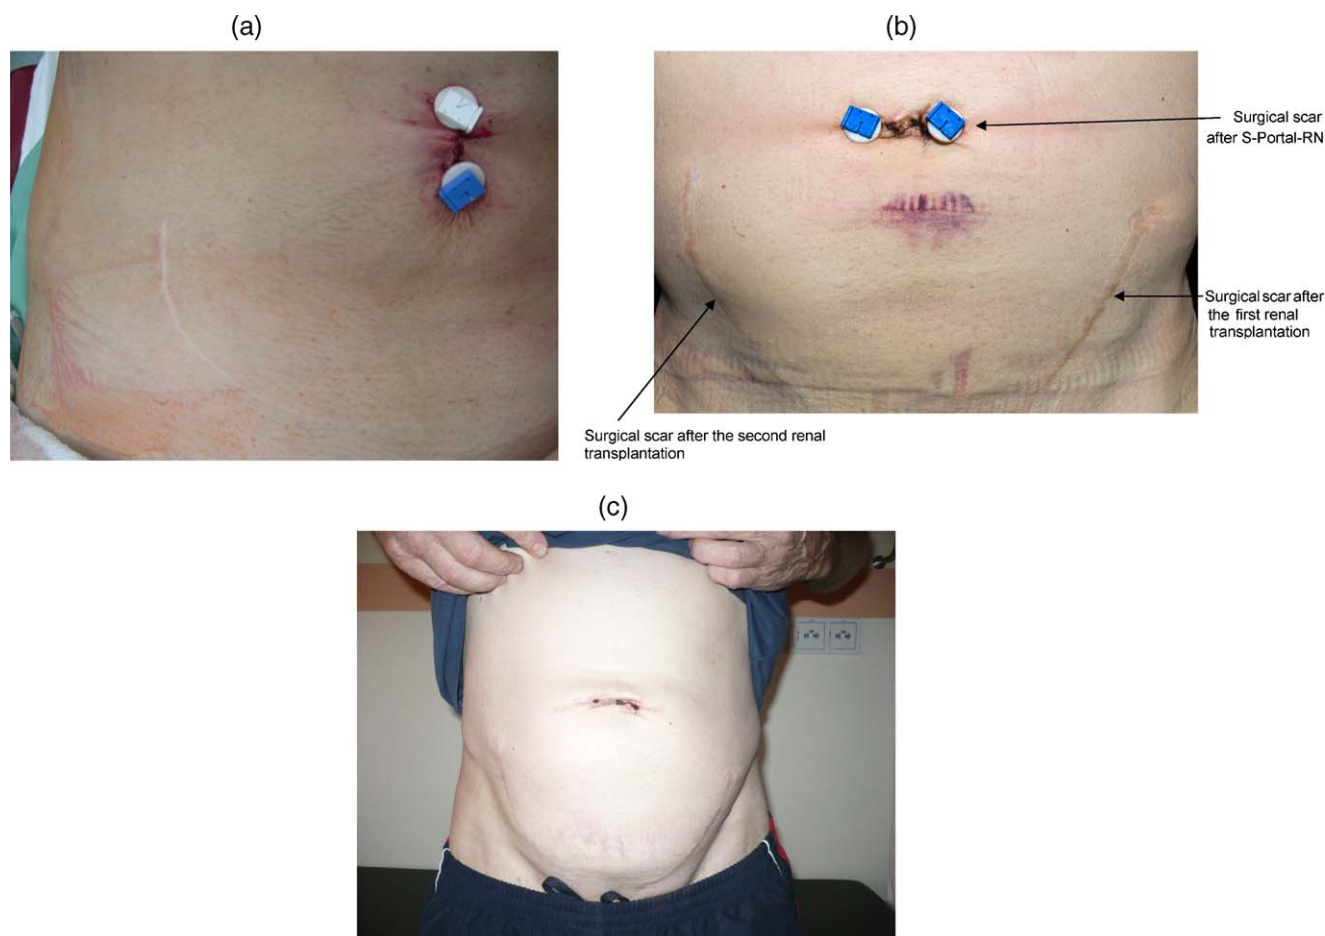 (a)
(b)
Surgical scar
after S-Portal-RN
Surgical scar after
the first renal
transplantation
Surgical scar after the second renal
transplantation
(c)